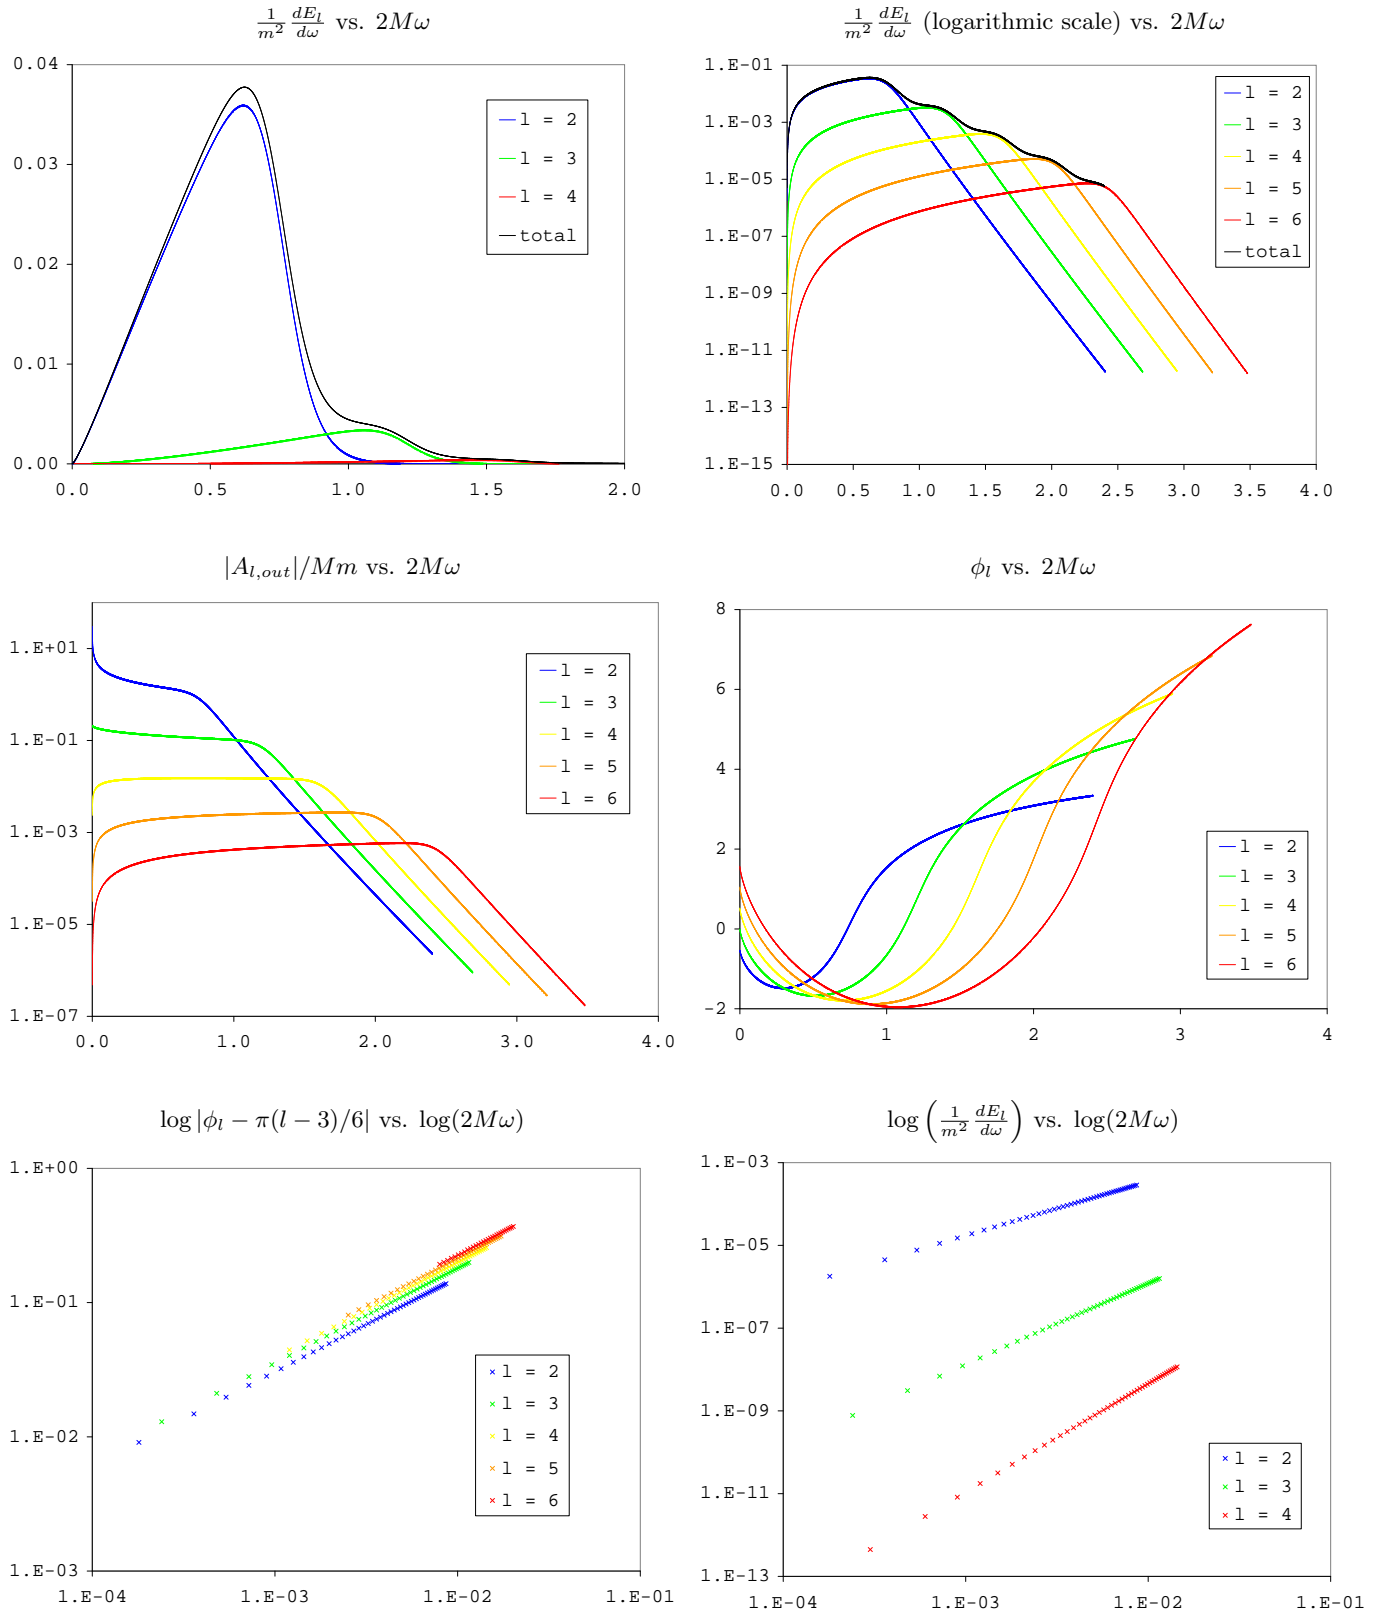 1/m² dE_l/dω vs. 2Mω
0.04
0.03
0.02
0.01
0.00
0.0 0.5 1.0 1.5 2.0
l = 2
l = 3
l = 4
total
1/m² dE_l/dω (logarithmic scale) vs. 2Mω
1.E-01
1.E-03
1.E-05
1.E-07
1.E-09
1.E-11
1.E-13
1.E-15
0.0 0.5 1.0 1.5 2.0 2.5 3.0 3.5 4.0
l = 2
l = 3
l = 4
l = 5
l = 6
total
|A_{l,out}|/Mm vs. 2Mω
1.E+01
1.E-01
1.E-03
1.E-05
1.E-07
0.0 1.0 2.0 3.0 4.0
l = 2
l = 3
l = 4
l = 5
l = 6
ϕ_l vs. 2Mω
8
6
4
2
0
-2
0 1 2 3 4
l = 2
l = 3
l = 4
l = 5
l = 6
log |ϕ_l − π(l − 3)/6| vs. log(2Mω)
1.E+00
1.E-01
1.E-02
1.E-03
1.E-04 1.E-03 1.E-02 1.E-01
l = 2
l = 3
l = 4
l = 5
l = 6
log (1/m² dE_l/dω) vs. log(2Mω)
1.E-03
1.E-05
1.E-07
1.E-09
1.E-11
1.E-13
1.E-04 1.E-03 1.E-02 1.E-01
l = 2
l = 3
l = 4